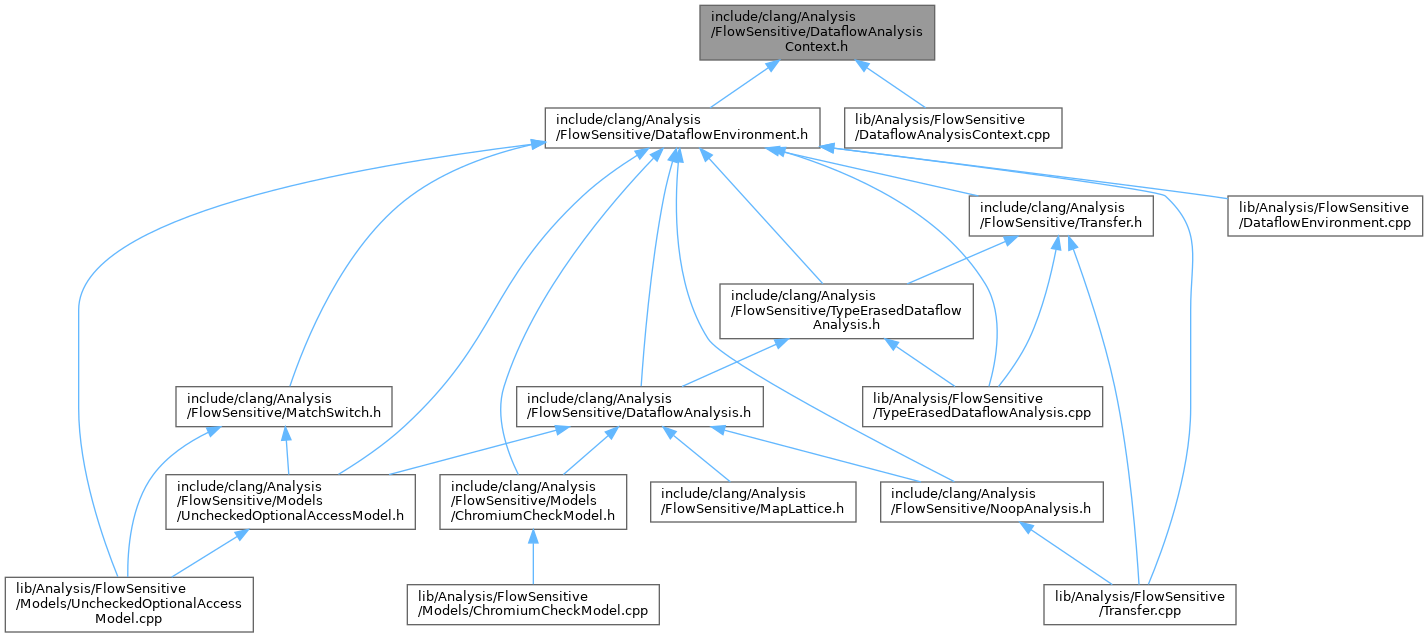 include/clang/Analysis
/FlowSensitive/DataflowAnalysis
Context.h
include/clang/Analysis
/FlowSensitive/DataflowEnvironment.h
lib/Analysis/FlowSensitive
/DataflowAnalysisContext.cpp
include/clang/Analysis
/FlowSensitive/Transfer.h
lib/Analysis/FlowSensitive
/DataflowEnvironment.cpp
include/clang/Analysis
/FlowSensitive/TypeErasedDataflow
Analysis.h
include/clang/Analysis
/FlowSensitive/MatchSwitch.h
include/clang/Analysis
/FlowSensitive/DataflowAnalysis.h
lib/Analysis/FlowSensitive
/TypeErasedDataflowAnalysis.cpp
include/clang/Analysis
/FlowSensitive/Models
/UncheckedOptionalAccessModel.h
include/clang/Analysis
/FlowSensitive/Models
/ChromiumCheckModel.h
include/clang/Analysis
/FlowSensitive/MapLattice.h
include/clang/Analysis
/FlowSensitive/NoopAnalysis.h
lib/Analysis/FlowSensitive
/Models/UncheckedOptionalAccess
Model.cpp
lib/Analysis/FlowSensitive
/Models/ChromiumCheckModel.cpp
lib/Analysis/FlowSensitive
/Transfer.cpp